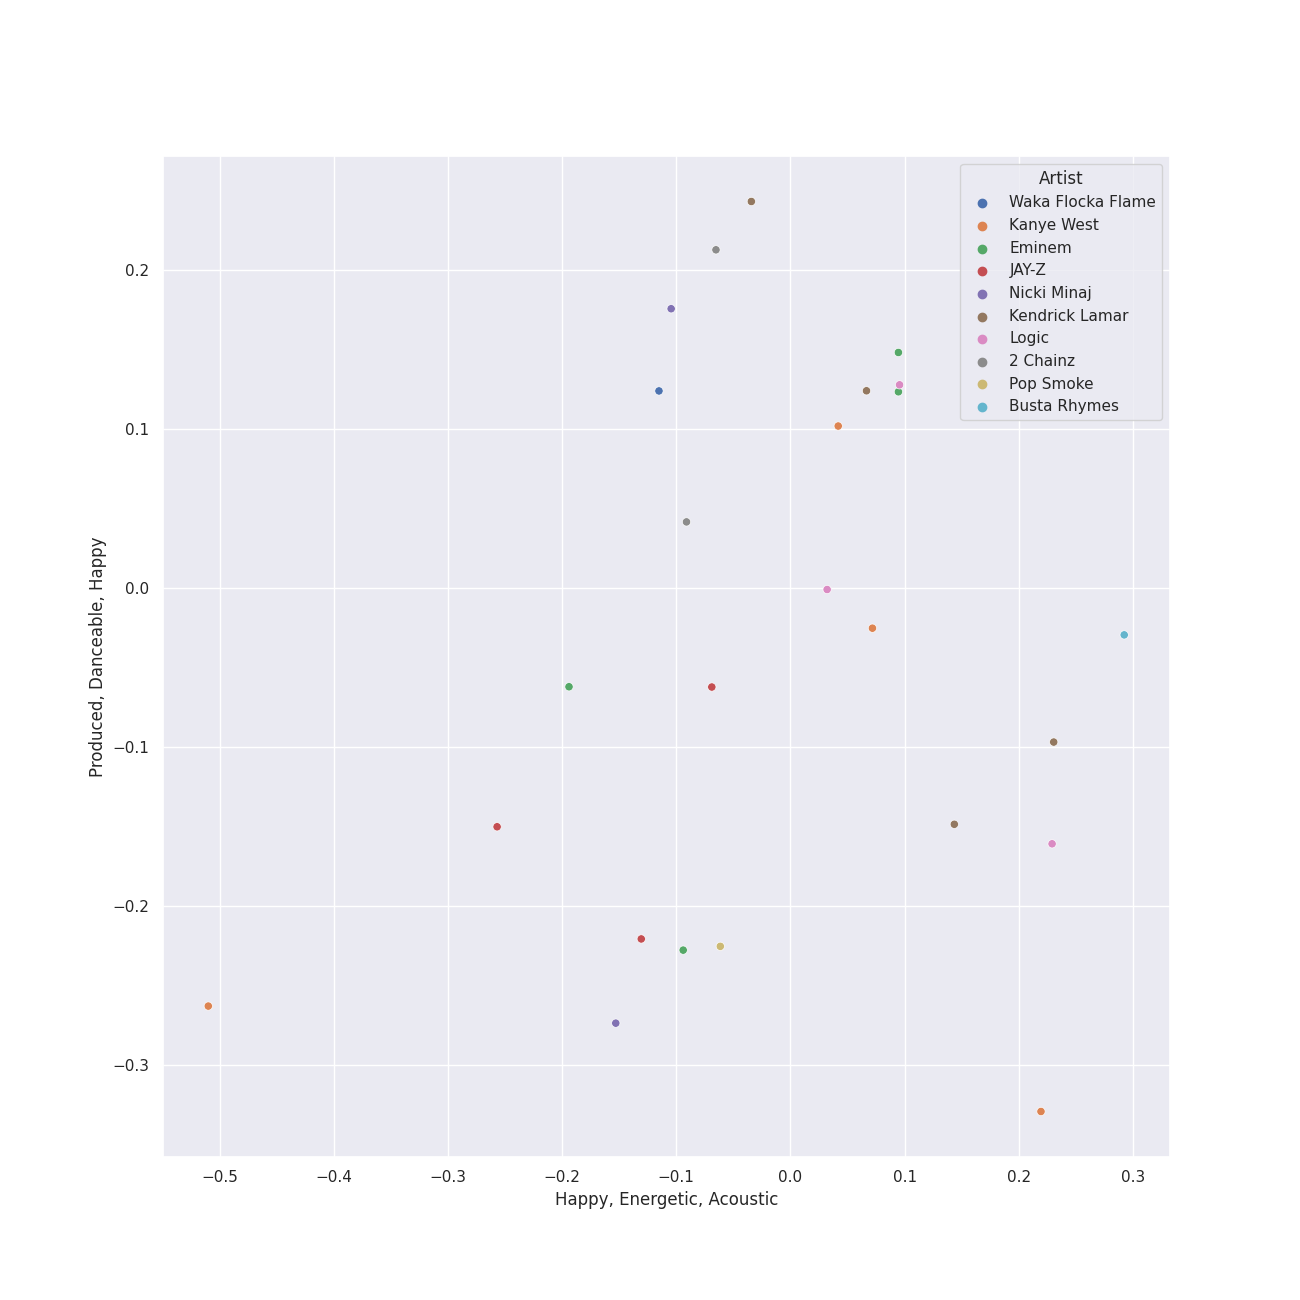 Artist
Waka Flocka Flame
Kanye West
Eminem
JAY-Z
Nicki Minaj
Kendrick Lamar
Logic
2 Chainz
Pop Smoke
Busta Rhymes
0.2
0.1
0.0
−0.1
−0.2
−0.3
Produced, Danceable, Happy
−0.5 −0.4 −0.3 −0.2 −0.1 0.0 0.1 0.2 0.3
Happy, Energetic, Acoustic